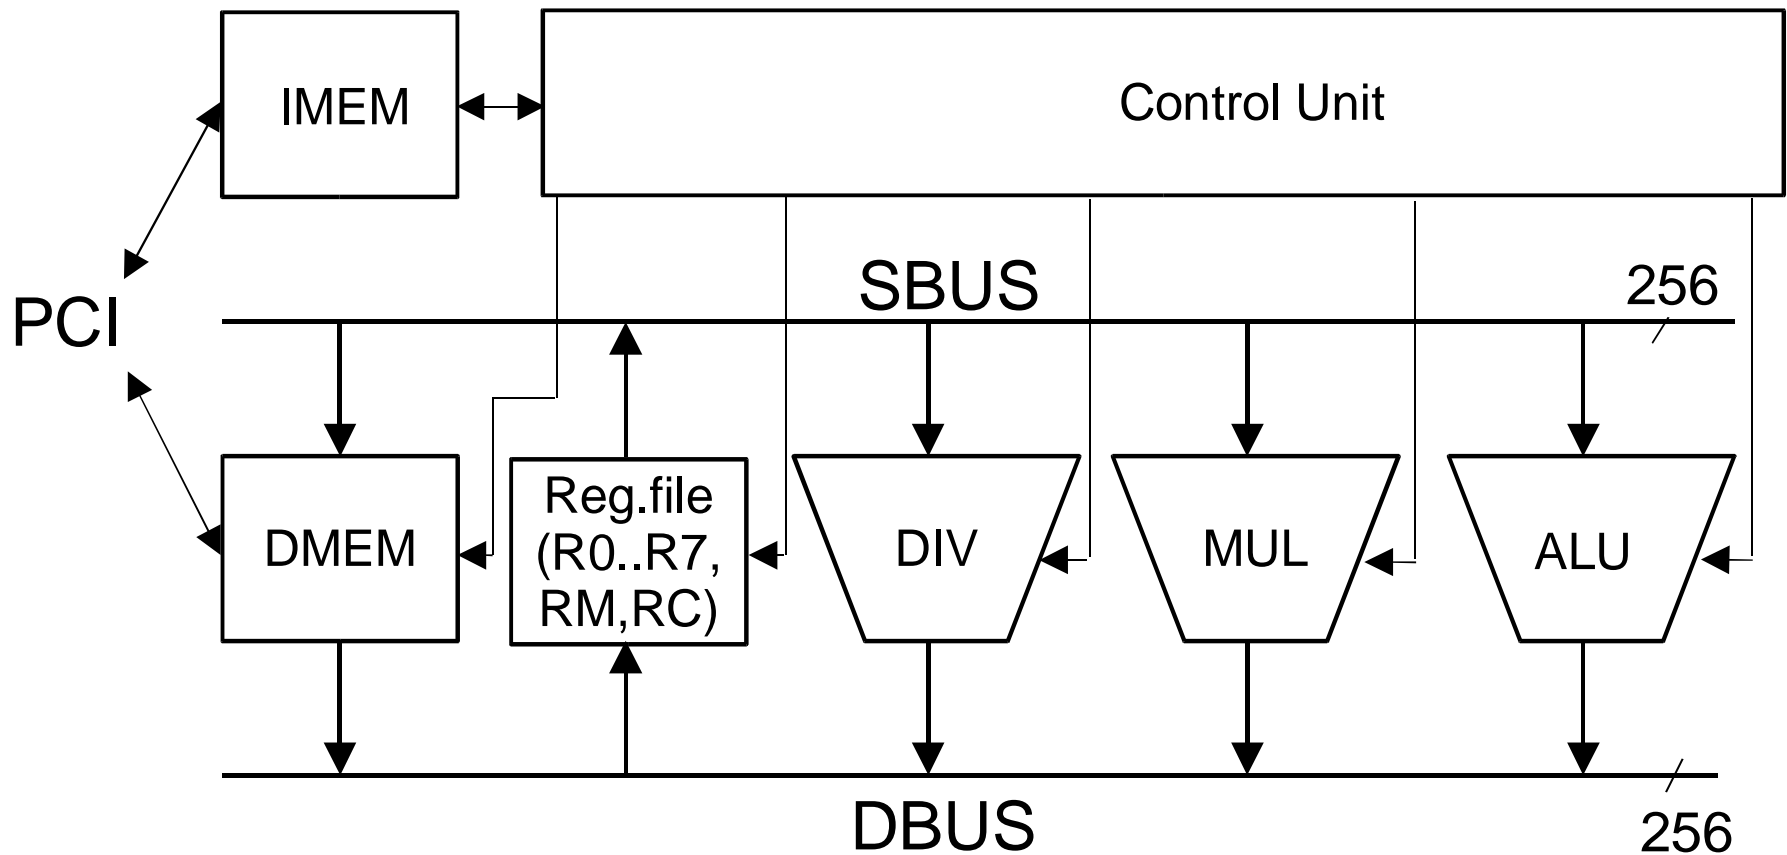 IMEM
Control Unit
SBUS
256
PCI
DMEM
Reg.file
(R0..R7,
RM,RC)
DIV
MUL
ALU
DBUS
256